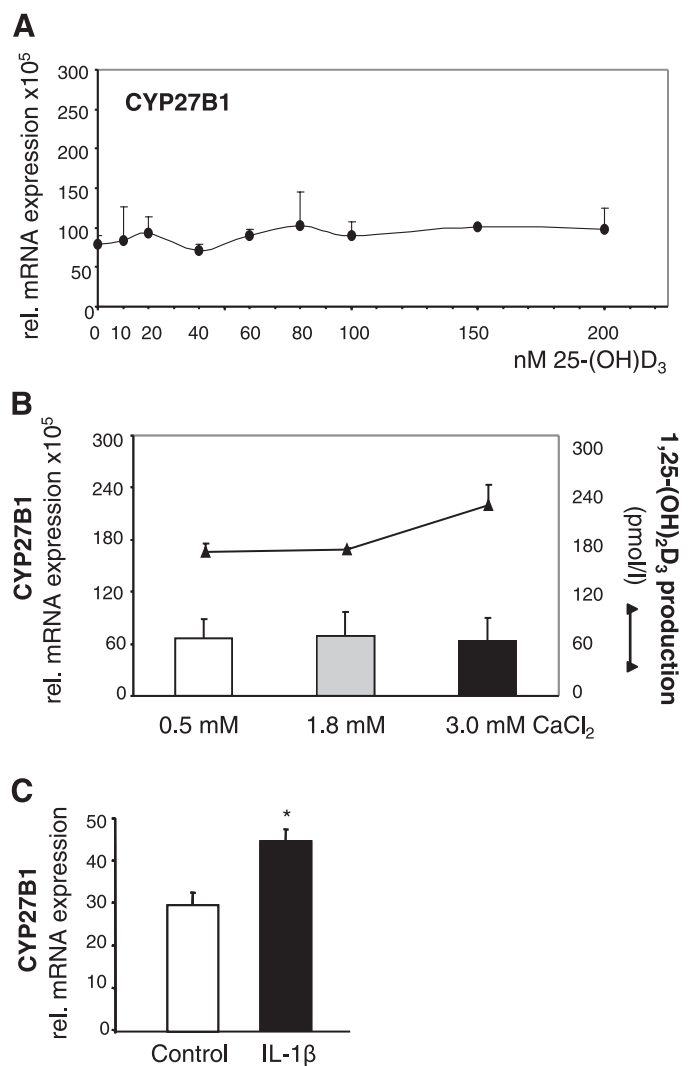 A
rel. mRNA expression x10⁵
300
250
200
150
100
50
0
CYP27B1
0 10 20 40 60 80 100 150 200
nM 25-(OH)D₃
B
CYP27B1
rel. mRNA expression x10⁵
300
240
180
120
60
0
300
240
180
120
60
0
1,25-(OH)₂D₃ production
(pmol/l)
0.5 mM 1.8 mM 3.0 mM CaCl₂
C
CYP27B1
rel. mRNA expression
50
40
30
20
10
0
*
Control IL-1β